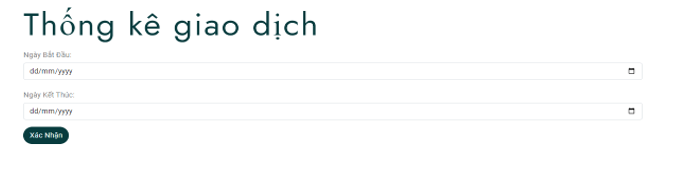 Thống kê giao dịch
Ngày Bắt Đầu:
dd/mm/yyyy
Ngày Kết Thúc:
dd/mm/yyyy
Xác Nhận